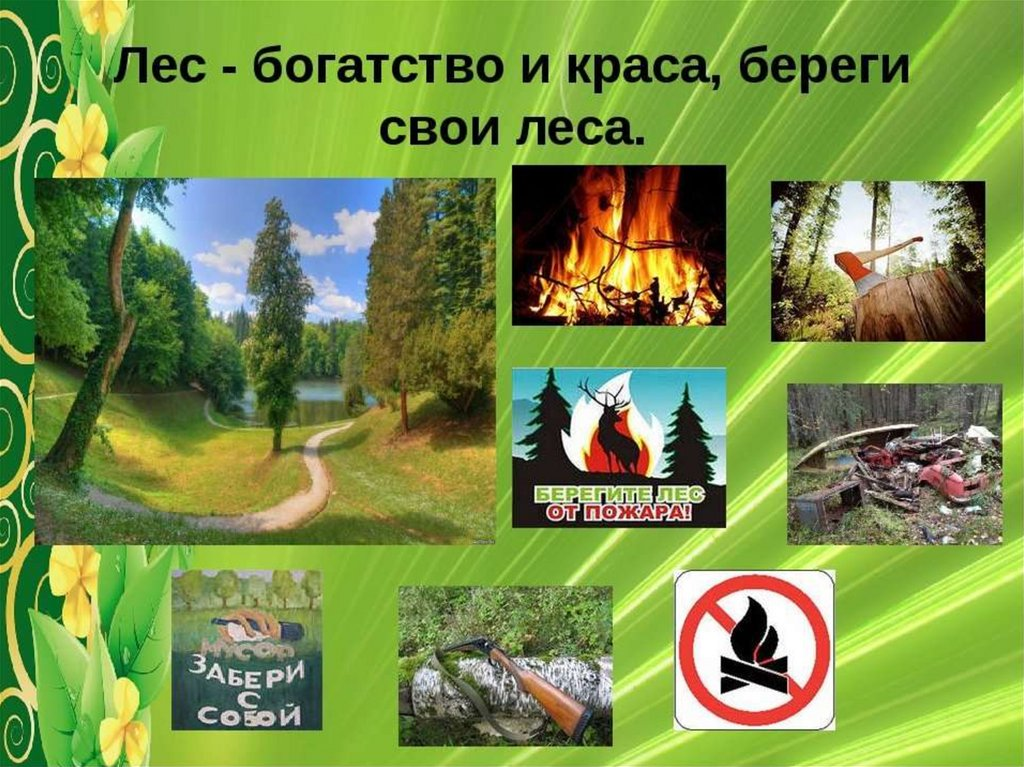 Лес - богатство и краса, береги
свои леса.
БЕРЕГИТЕ ЛЕС
ОТ ПОЖАРА!
МУСОР
ЗАБЕРИ
С
СОБОЙ